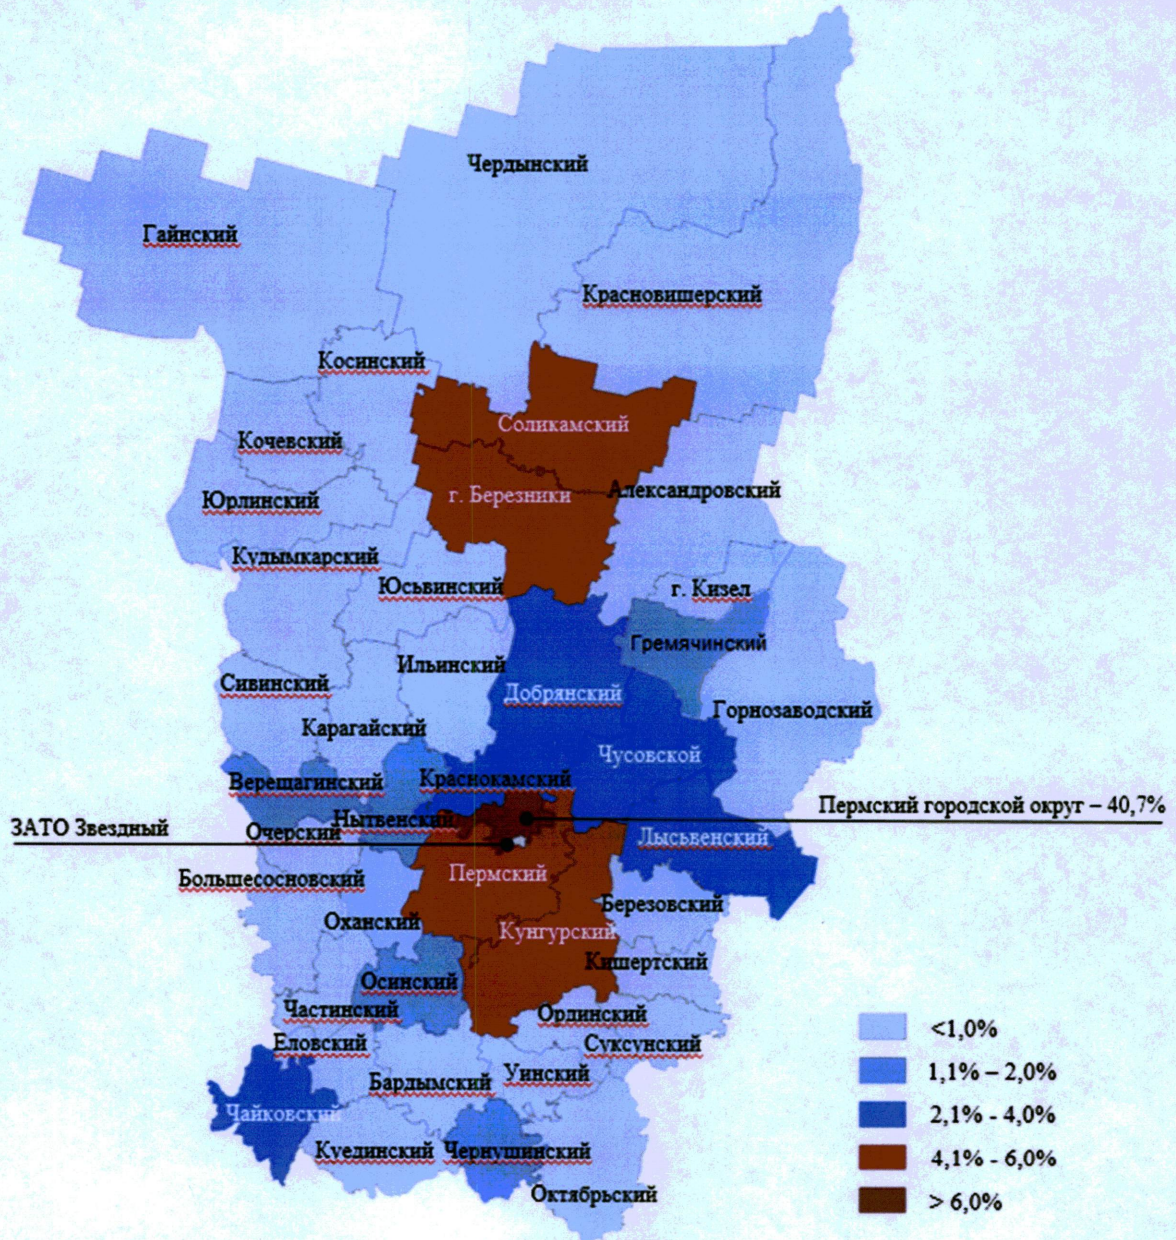 Чердынский
Гайнский
Красновишерский
Косинский
Соликамский
Кочевский
г. Березники
Александровский
Юрлинский
Кудымкарский
Юсьвинский
г. Кизел
Гремячинский
Ильинский
Сивинский
Добрянский
Горнозаводский
Карагайский
Чусовской
Верещагинский
Краснокамский
Пермский городской округ – 40,7%
Нытвенский
ЗАТО Звездный
Очерский
Лысьвенский
Пермский
Большесосновский
Березовский
Оханский
Кунгурский
Кишертский
Осинский
Частинский
Ординский
Еловский
Суксунский
Уинский
Бардымский
Чайковский
Куединский
Чернушинский
Октябрьский
<1,0%
1,1% – 2,0%
2,1% - 4,0%
4,1% - 6,0%
> 6,0%